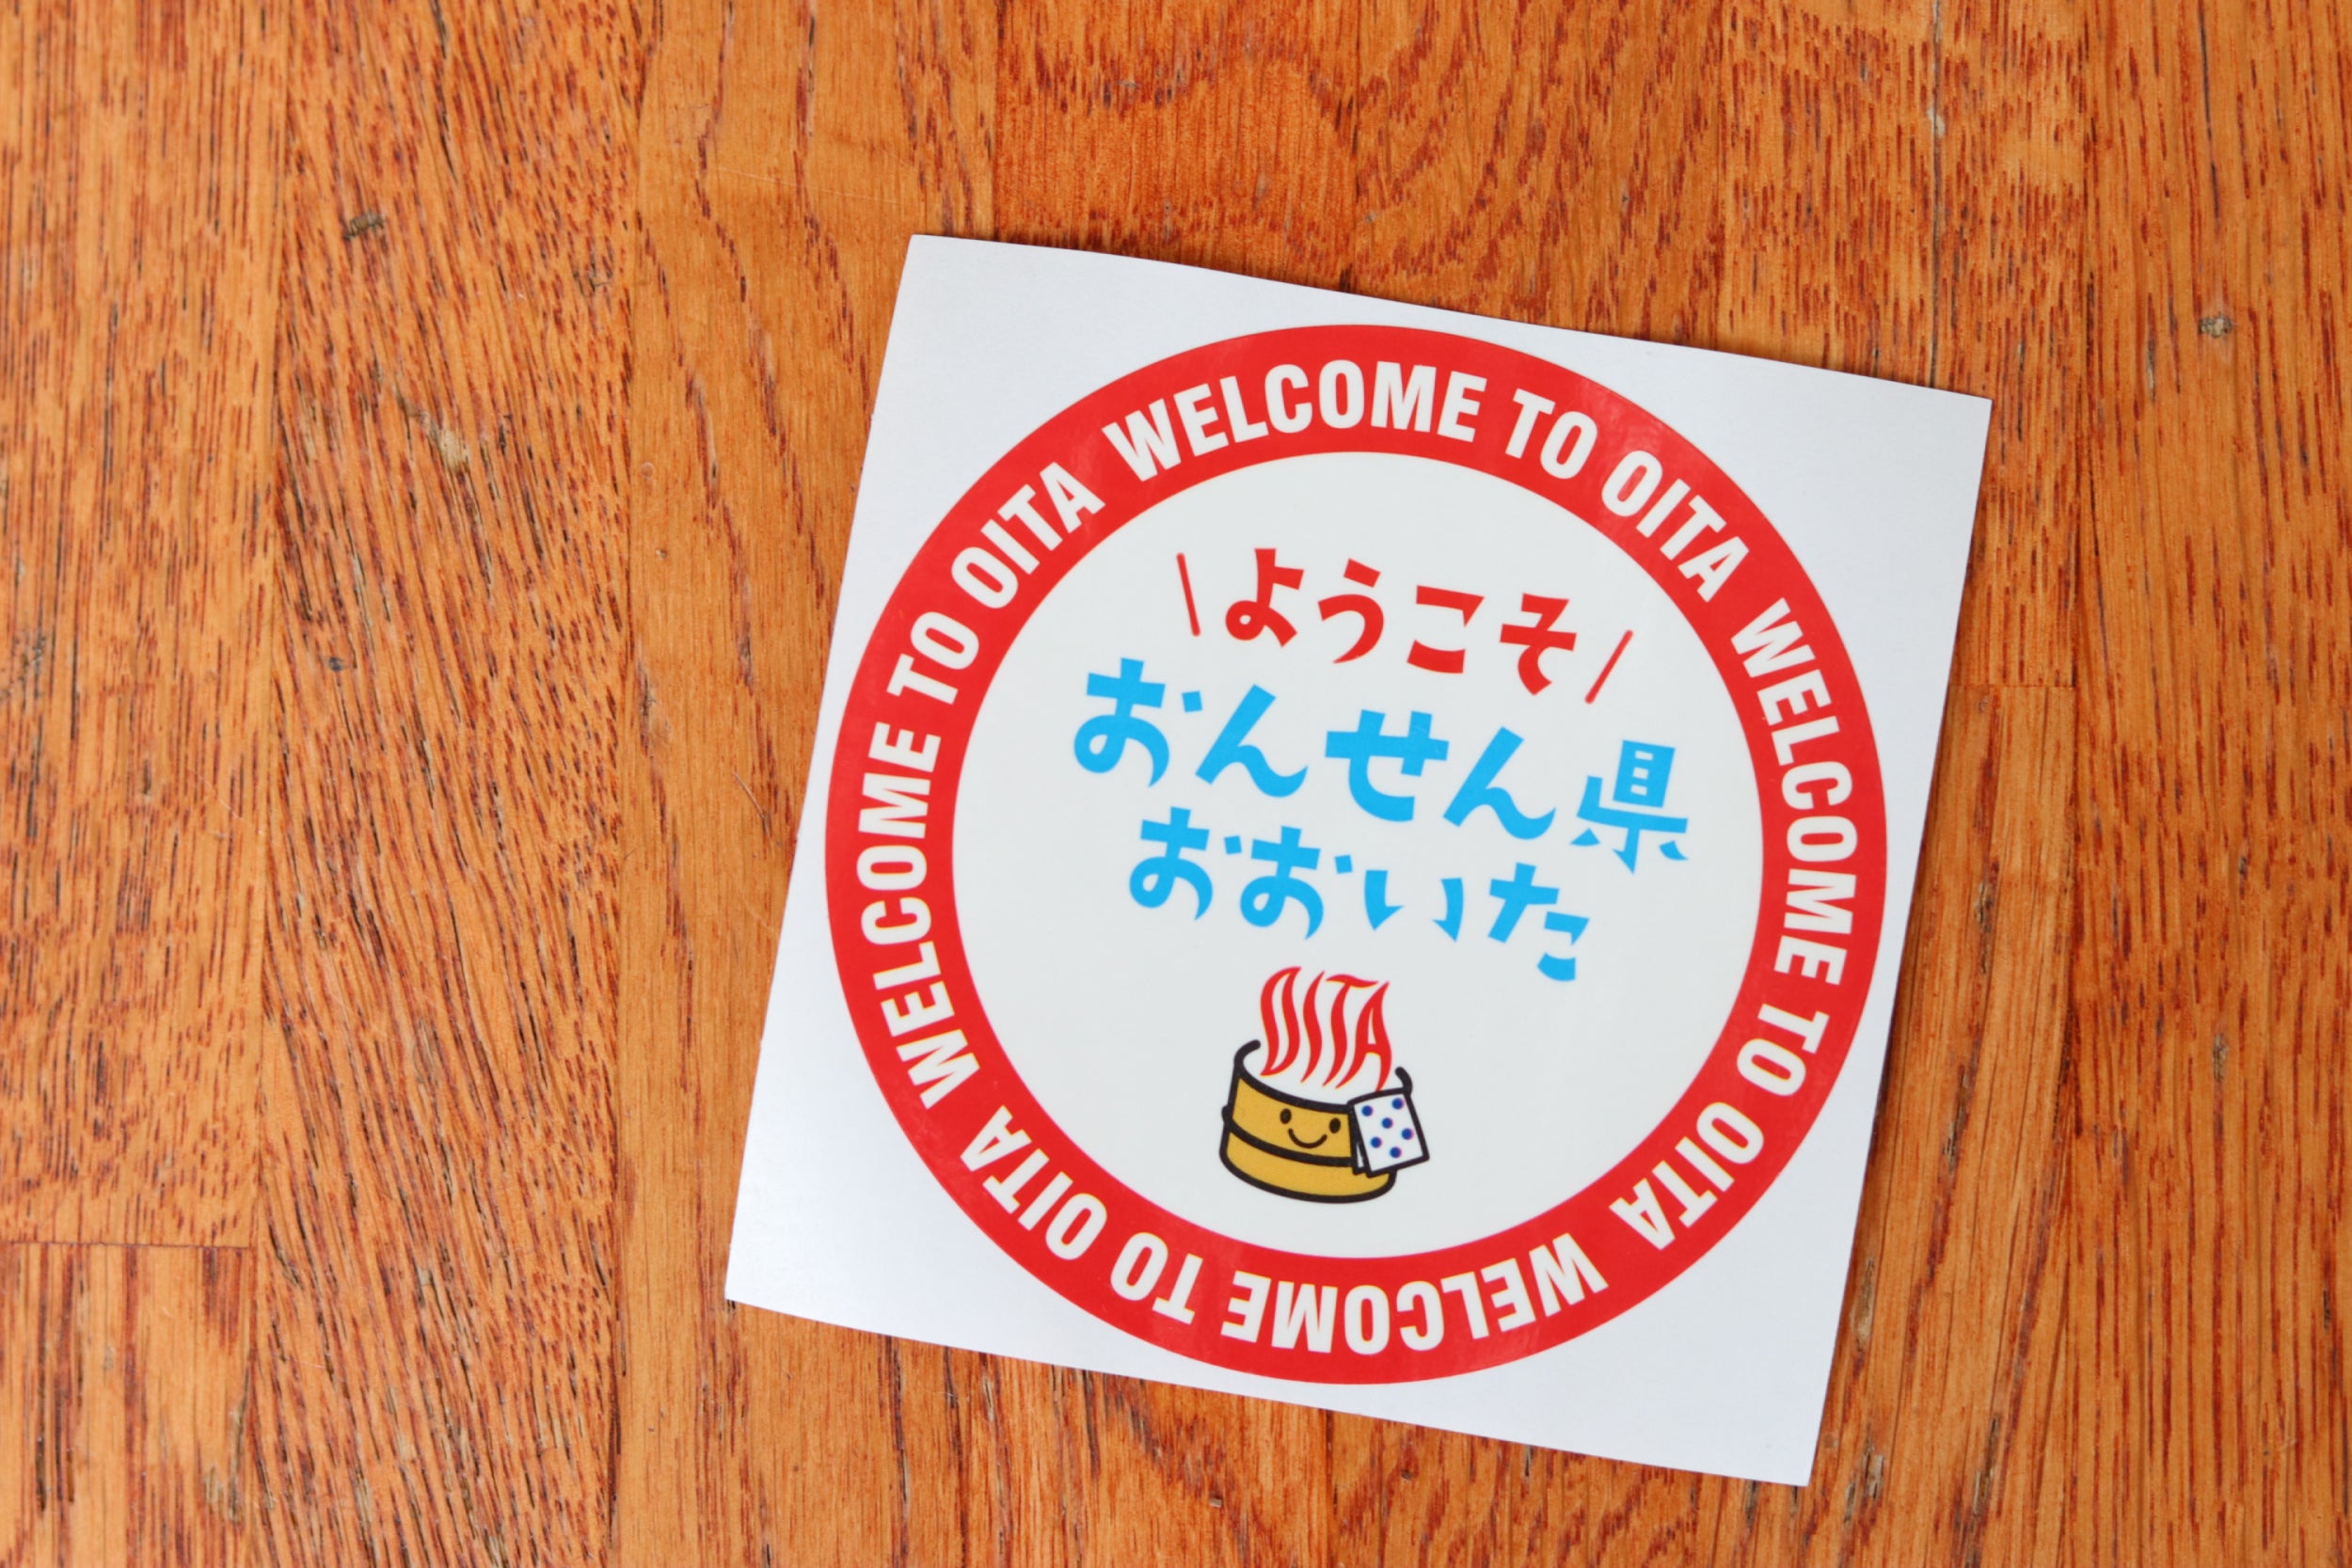 WELCOME TO OITA WELCOME TO OITA WELCOME TO OITA WELCOME TO OITA
\ようこそ/
おんせん県
おおいた
OITA